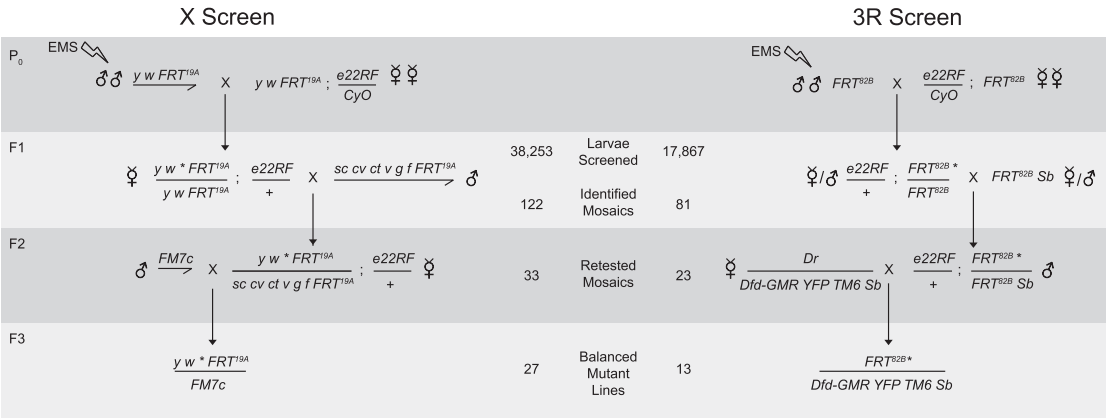 X Screen
3R Screen
P0
EMS
♂♂ y w FRT19A X y w FRT19A ; e22RF / CyO ☿☿
EMS
♂♂ FRT82B X e22RF / CyO ; FRT82B ☿☿
F1
☿ y w * FRT19A / y w FRT19A ; e22RF / + X sc cv ct v g f FRT19A ♂
38,253 Larvae Screened 17,867
122 Identified Mosaics 81
☿/♂ e22RF / + ; FRT82B * / FRT82B X FRT82B Sb ☿/♂
F2
♂ FM7c X y w * FRT19A / sc cv ct v g f FRT19A ; e22RF / + ☿
33 Retested Mosaics 23
☿ Dr / Dfd-GMR YFP TM6 Sb X e22RF / + ; FRT82B * / FRT82B Sb ♂
F3
y w * FRT19A / FM7c
27 Balanced Mutant Lines 13
FRT82B* / Dfd-GMR YFP TM6 Sb